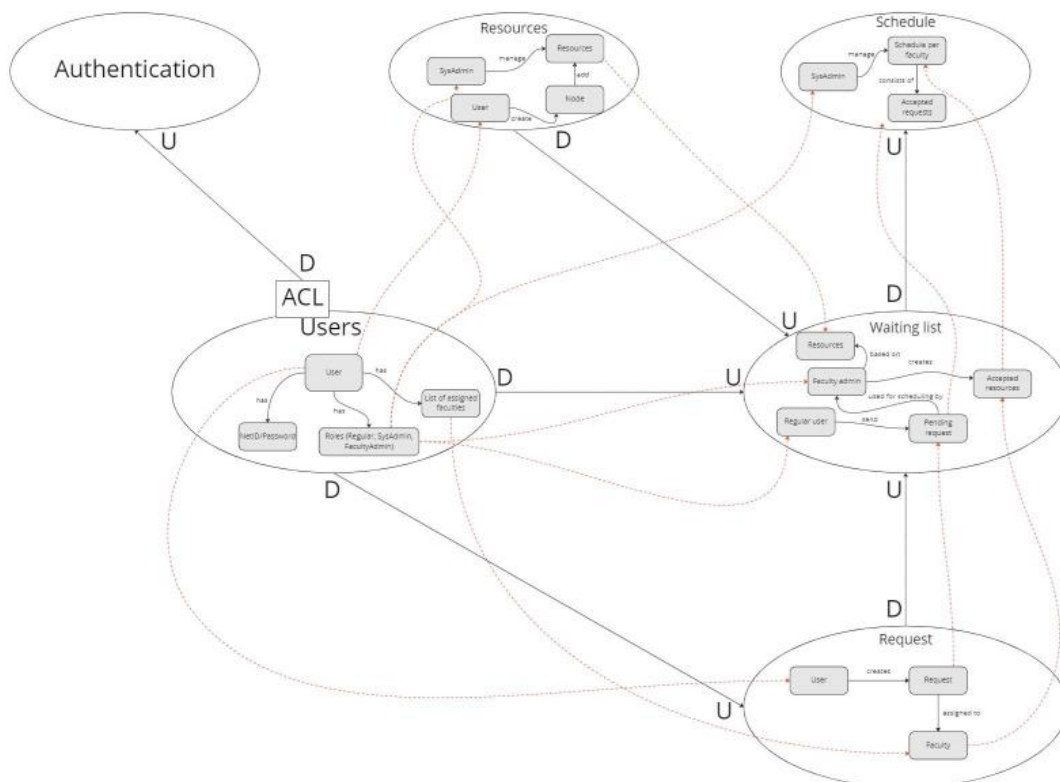 Authentication
U
D
ACL
Users
User
has
has
has
NetID/Password
Roles (Regular, SysAdmin,
FacultyAdmin)
List of assigned
faculties
D
D
Resources
SysAdmin
manage
Resources
add
User
create
Node
D
U
Schedule
SysAdmin
manage
Schedule per
faculty
consists of
Accepted
requests
U
D
Waiting list
Resources
based on
Faculty admin
creates
Accepted
resources
used for scheduling by
Regular user
send
Pending
request
U
U
D
Request
User
creates
Request
assigned to
Faculty
U